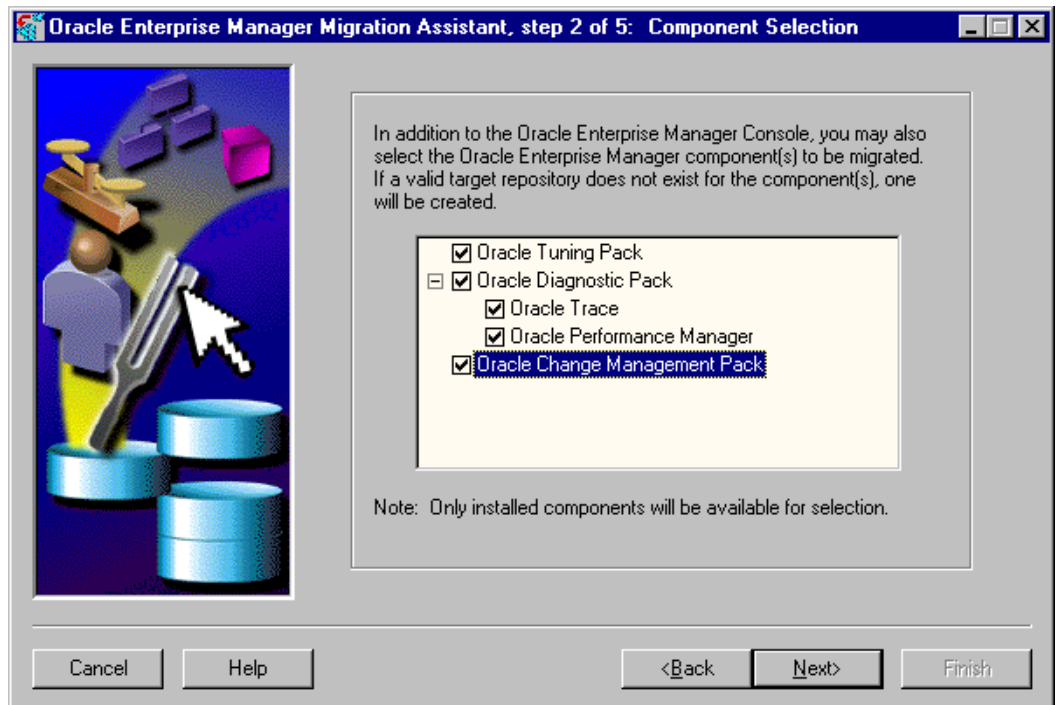 Oracle Enterprise Manager Migration Assistant, step 2 of 5: Component Selection
In addition to the Oracle Enterprise Manager Console, you may also
select the Oracle Enterprise Manager component(s) to be migrated.
If a valid target repository does not exist for the component(s), one
will be created.
Oracle Tuning Pack
Oracle Diagnostic Pack
Oracle Trace
Oracle Performance Manager
Oracle Change Management Pack
Note: Only installed components will be available for selection.
Cancel
Help
<Back
Next>
Finish